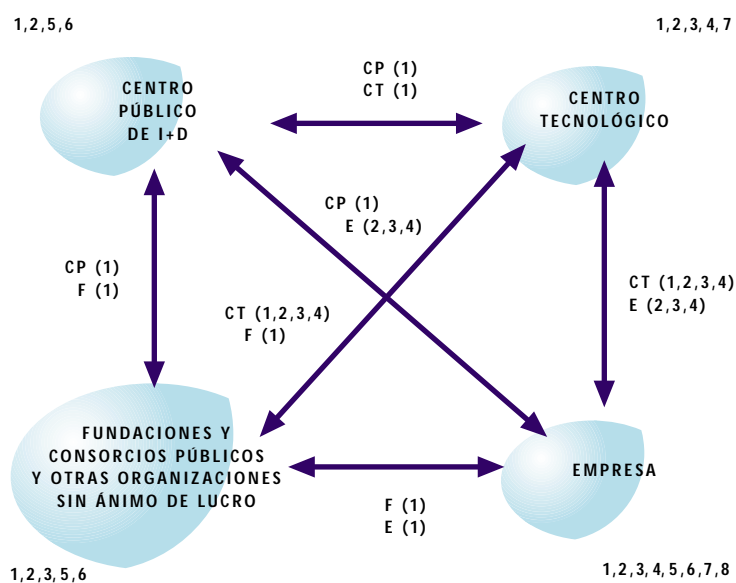 1,2,5,6
1,2,3,4,7
CENTRO
PÚBLICO
DE I+D
CP (1)
CT (1)
CENTRO
TECNOLÓGICO
CP (1)
E (2,3,4)
CP (1)
F (1)
CT (1,2,3,4)
F (1)
CT (1,2,3,4)
E (2,3,4)
FUNDACIONES Y
CONSORCIOS PÚBLICOS
Y OTRAS ORGANIZACIONES
SIN ÁNIMO DE LUCRO
EMPRESA
F (1)
E (1)
1,2,3,5,6
1,2,3,4,5,6,7,8